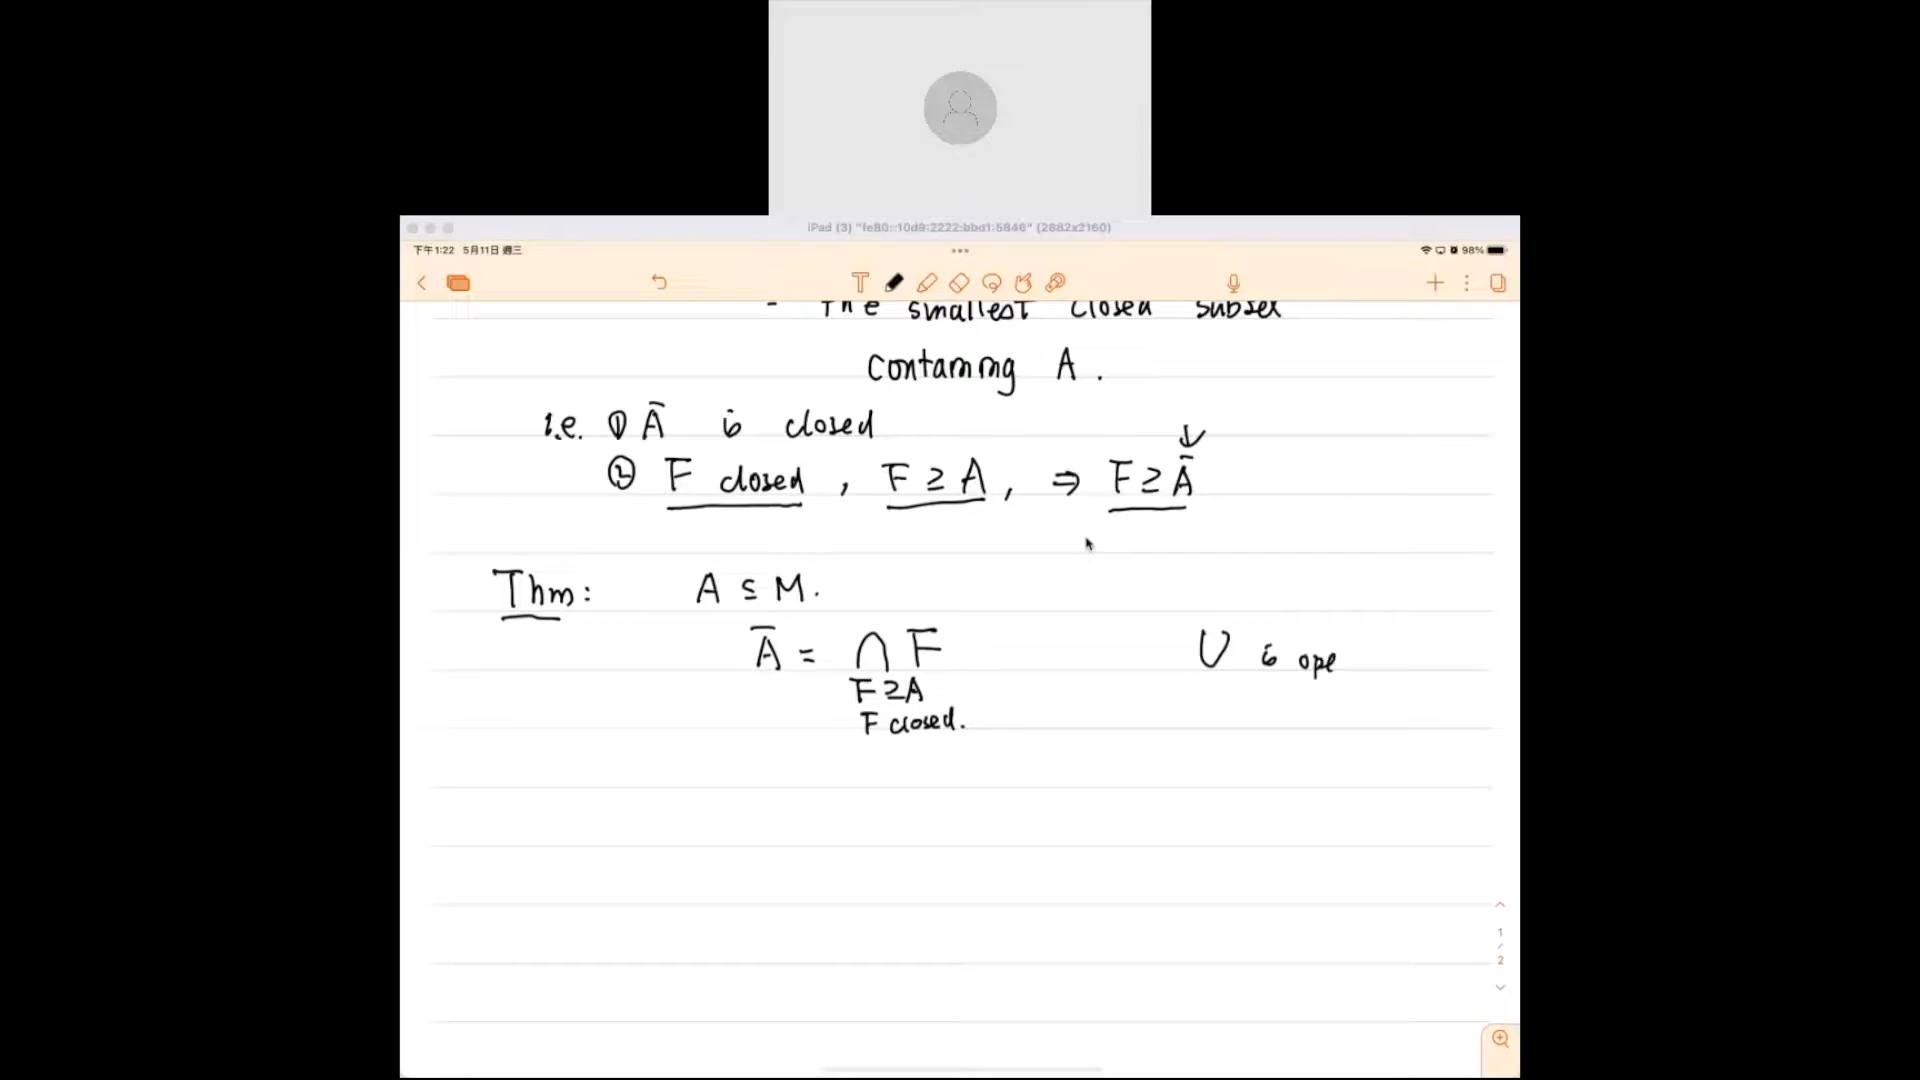 iPad (3) "fe80::10d9:2222:bbd1:5846" (2882x2160)
下午1:22 5月11日 週三
98%
- The smallest closed subset
containing A.
i.e. ① Ā is closed
② F closed, F ⊇ A, ⇒ F ⊇ Ā
Thm: A ⊆ M.
Ā = ∩ F
F ⊇ A
F closed.
U is ope
1
/
2